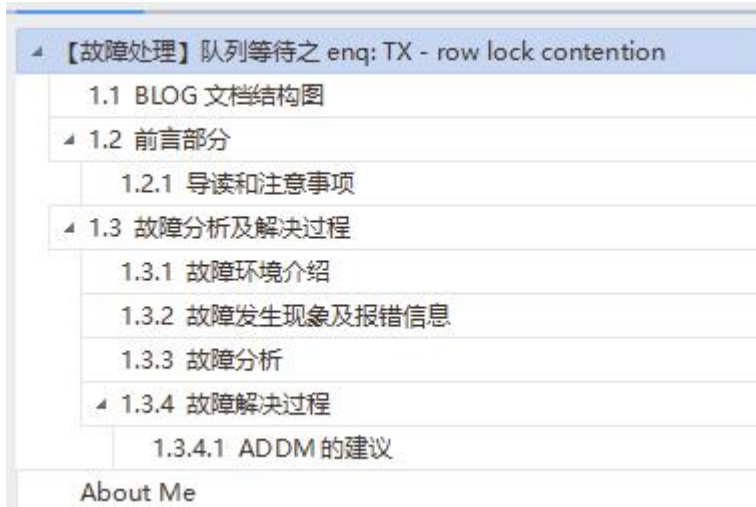 【故障处理】队列等待之 enq: TX - row lock contention
1.1 BLOG 文档结构图
1.2 前言部分
1.2.1 导读和注意事项
1.3 故障分析及解决过程
1.3.1 故障环境介绍
1.3.2 故障发生现象及报错信息
1.3.3 故障分析
1.3.4 故障解决过程
1.3.4.1 ADDM 的建议
About Me